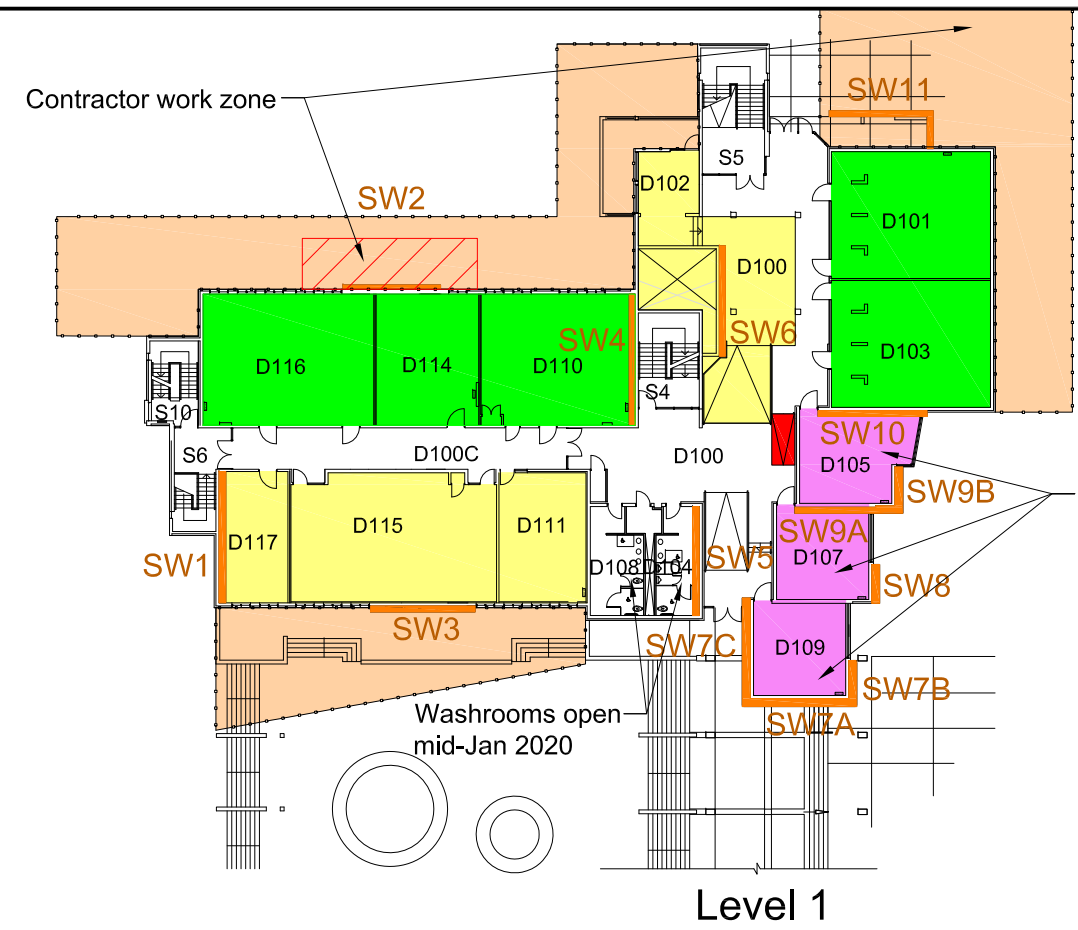 Contractor work zone
SW11
S5
D102
SW2
D101
D100
SW6
SW4
D103
D116
D114
D110
S4
S10
SW10
S6
D100C
D100
D105
SW9B
SW9A
D117
D115
D111
SW1
D108
D104
SW5
D107
SW8
SW3
SW7C
D109
SW7B
Washrooms open
mid-Jan 2020
SW7A
Level 1